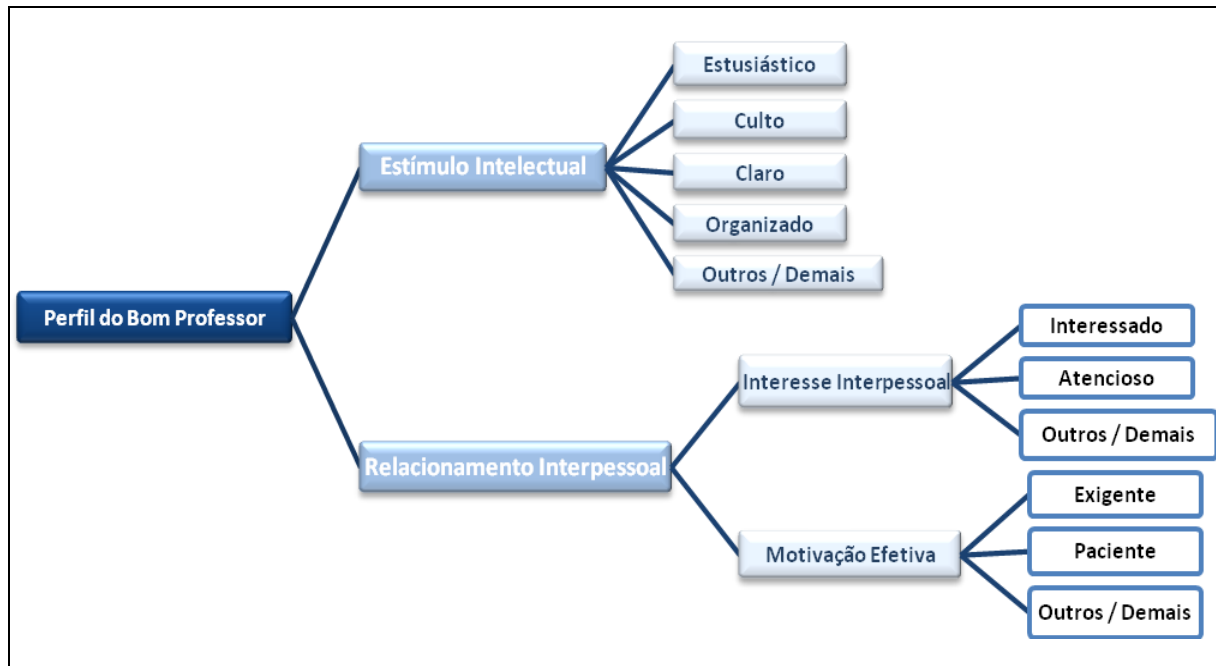 Estusiástico
Culto
Estímulo Intelectual
Claro
Organizado
Outros / Demais
Perfil do Bom Professor
Interessado
Interesse Interpessoal
Atencioso
Outros / Demais
Relacionamento Interpessoal
Exigente
Motivação Efetiva
Paciente
Outros / Demais